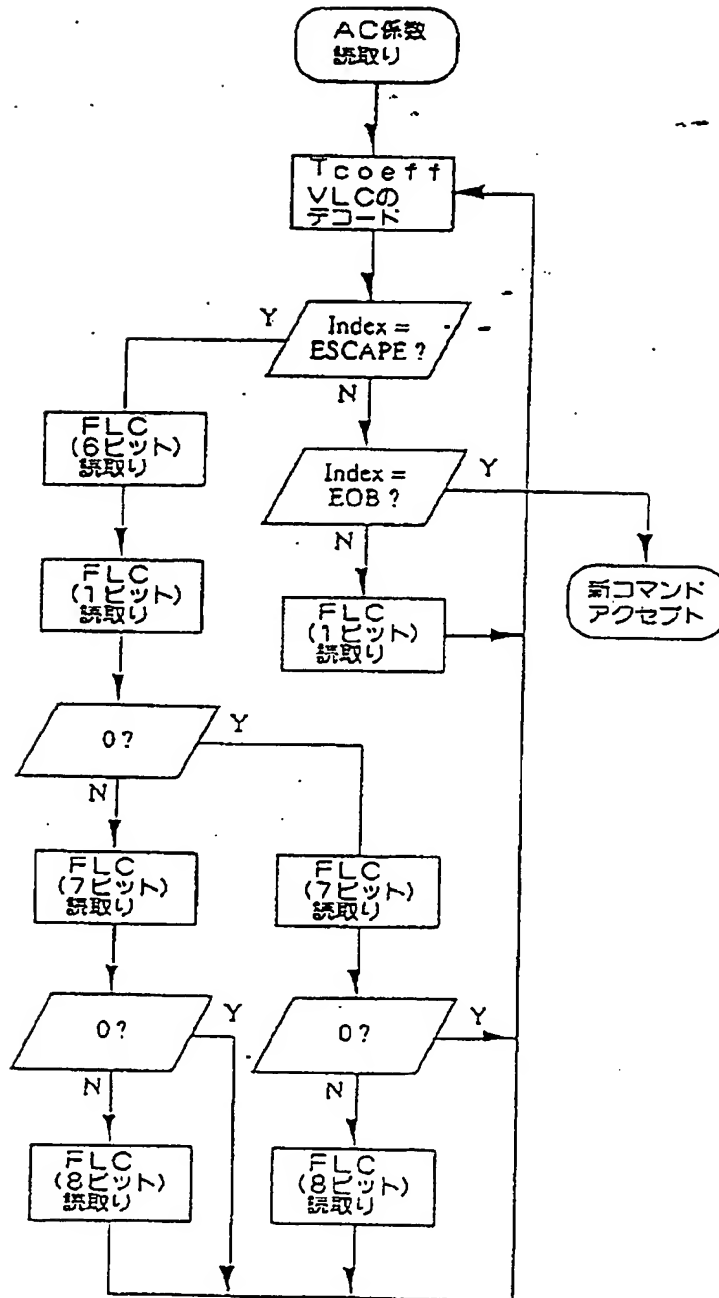 AC係数
読取り
Tcoeff
VLCの
デコード
Y
Index =
ESCAPE ?
N
FLC
(6ビット)
読取り
Index =
EOB ?
Y
N
FLC
(1ビット)
読取り
FLC
(1ビット)
読取り
新コマンド
アクセプト
0 ?
Y
N
FLC
(7ビット)
読取り
FLC
(7ビット)
読取り
0 ?
Y
N
0 ?
Y
N
FLC
(8ビット)
読取り
FLC
(8ビット)
読取り